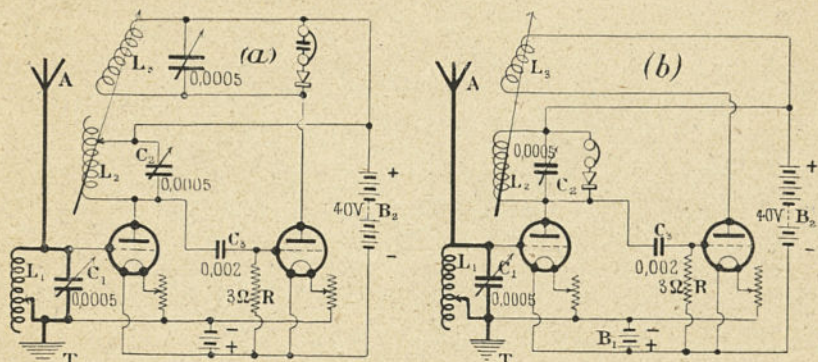 (a)
L₃
0,0005
A
C₂
L₂
0,0005
+
40V B₂
-
C₃
0,002
L₁
C₁
0,0005
3Ω R
-
+
T
(b)
L₃
A
0,0005
L₂
C₂
+
40V B₂
-
C₃
0,002
L₁
C₁
0,0005
3Ω R
B₁
-
+
T